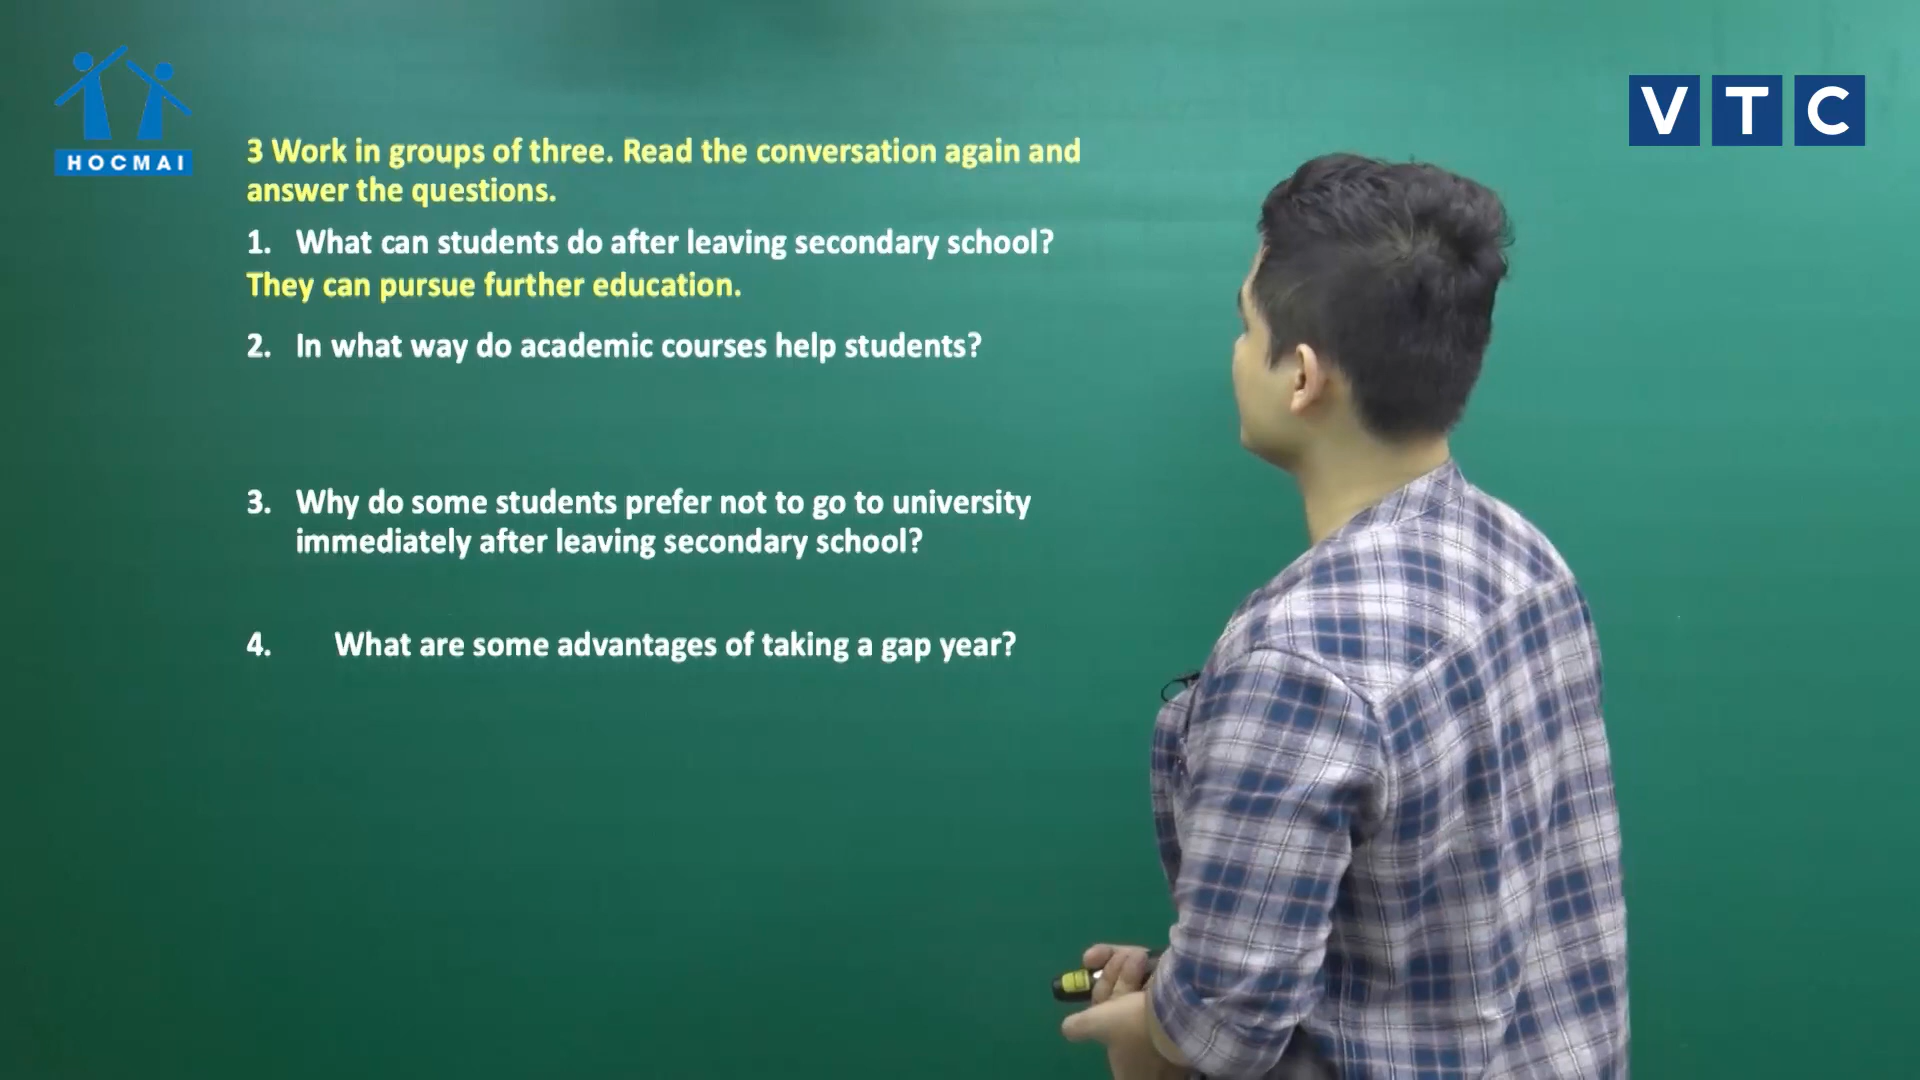 HOCMAI
VTC
3 Work in groups of three. Read the conversation again and
answer the questions.
1. What can students do after leaving secondary school?
They can pursue further education.
2. In what way do academic courses help students?
3. Why do some students prefer not to go to university
immediately after leaving secondary school?
4. What are some advantages of taking a gap year?